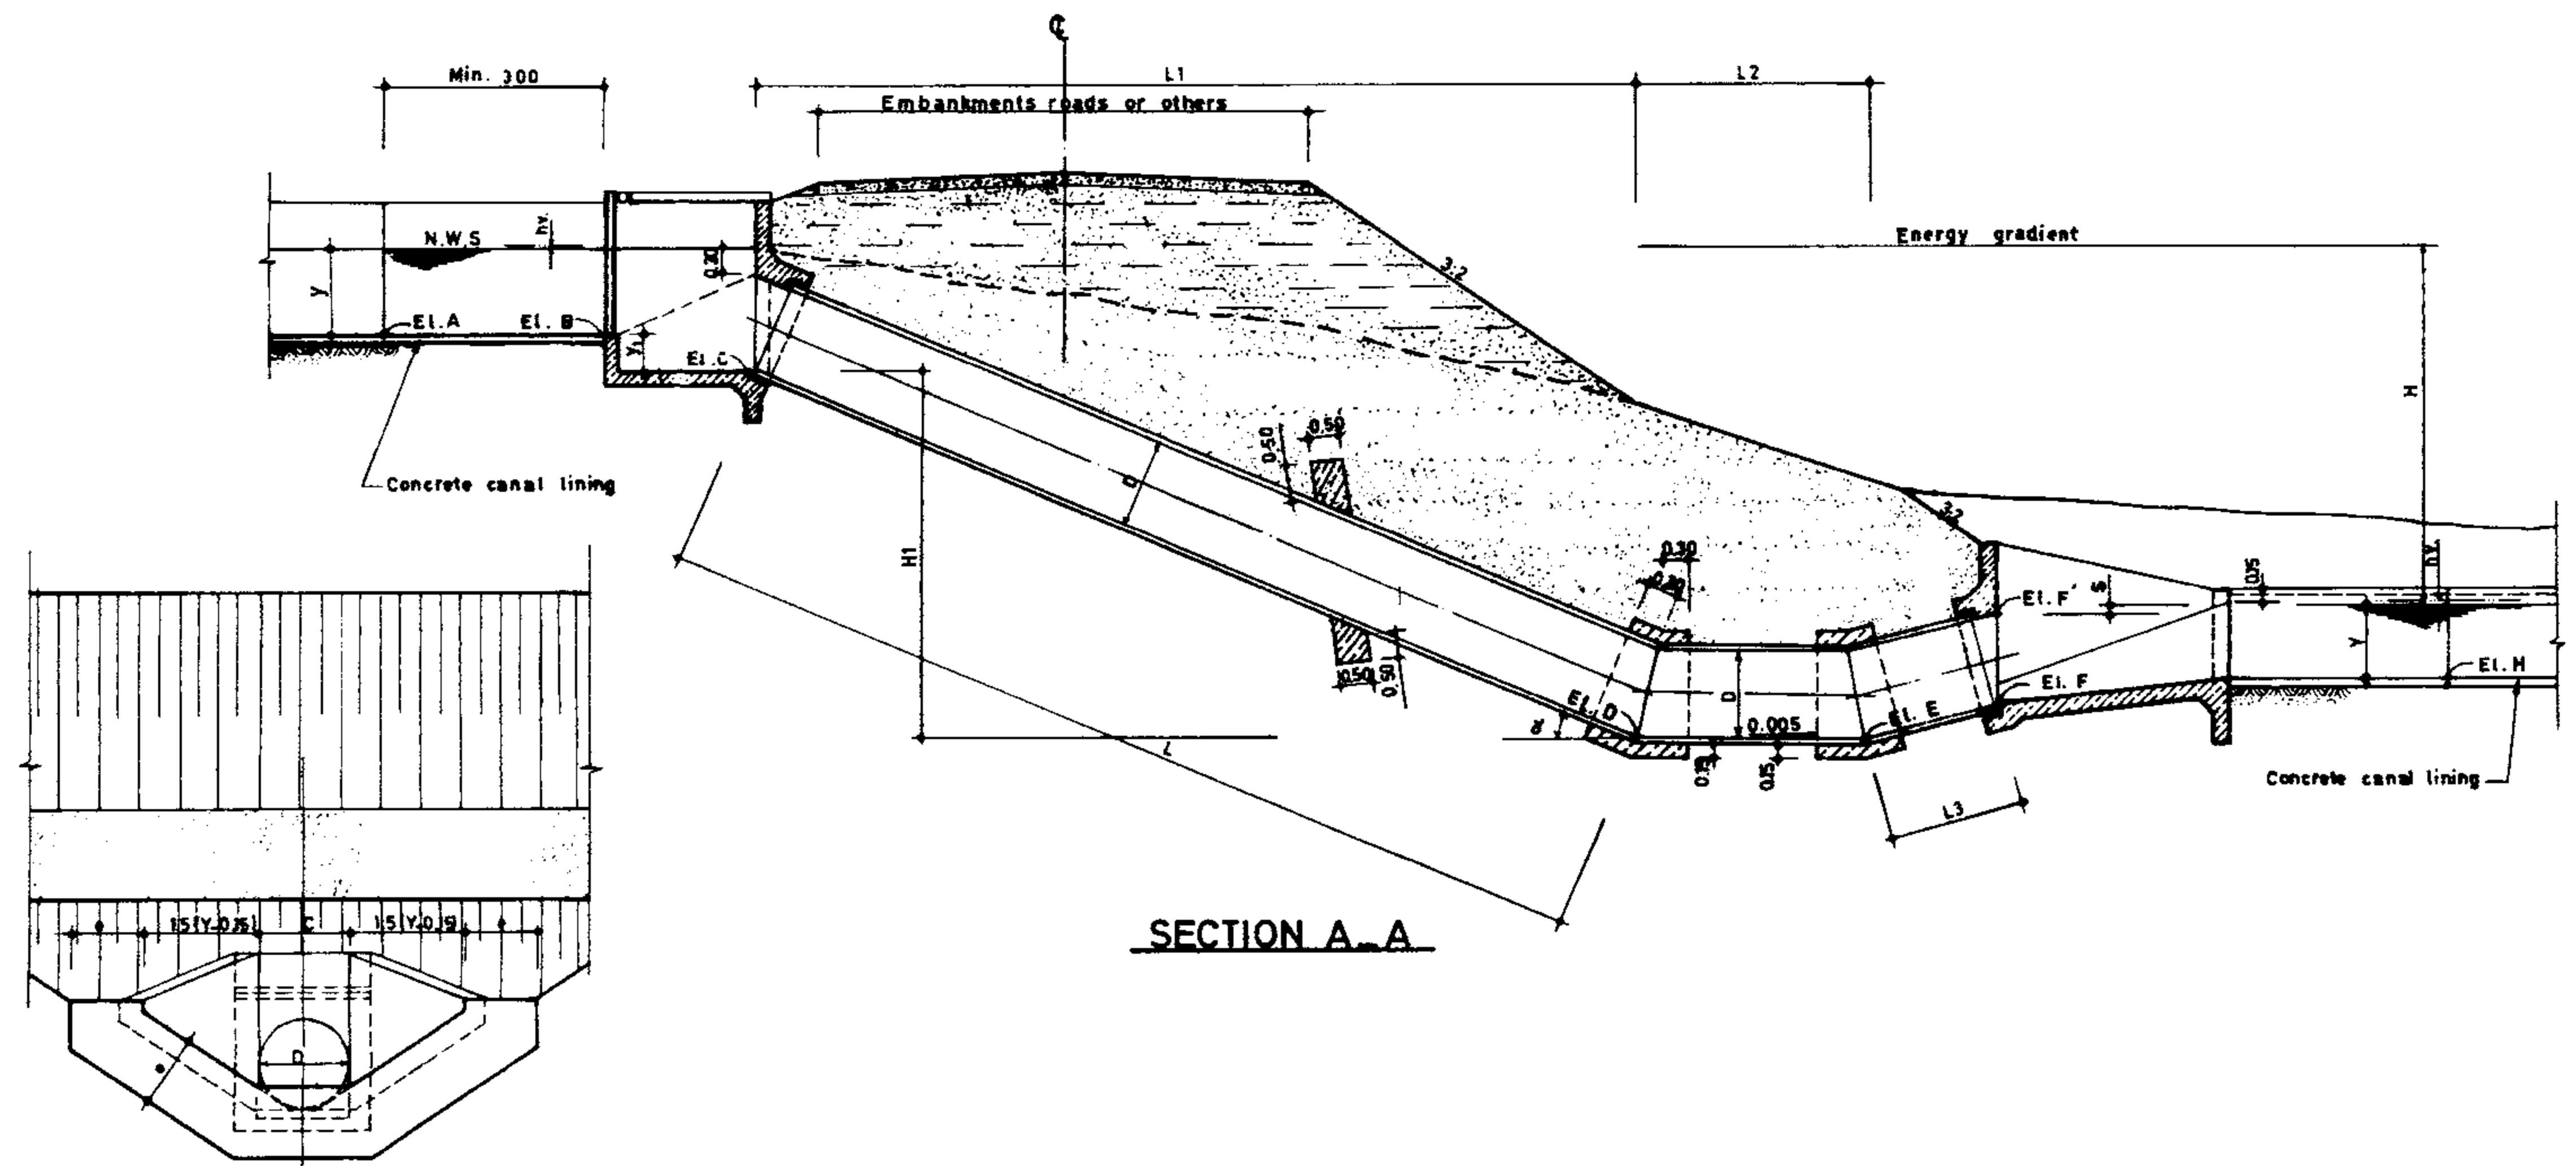 ℄
Min. 300
L1
L2
Embankments roads or others
N.W.S
hv
0.30
Energy gradient
3:2
Y
El. A
El. B
Y1
El. C
H
Concrete canal lining
0.50
0.50
D
H1
3:2
0.30
0.30
El. F'
S
hv
0.15
Y
El. H
El. F
0.50
0.50
El. D
D
0.005
El. E
γ
0.15
0.15
L
L3
Concrete canal lining
1.5(Y-0.15)
C
1.5(Y-0.15)
D
e
SECTION A_A